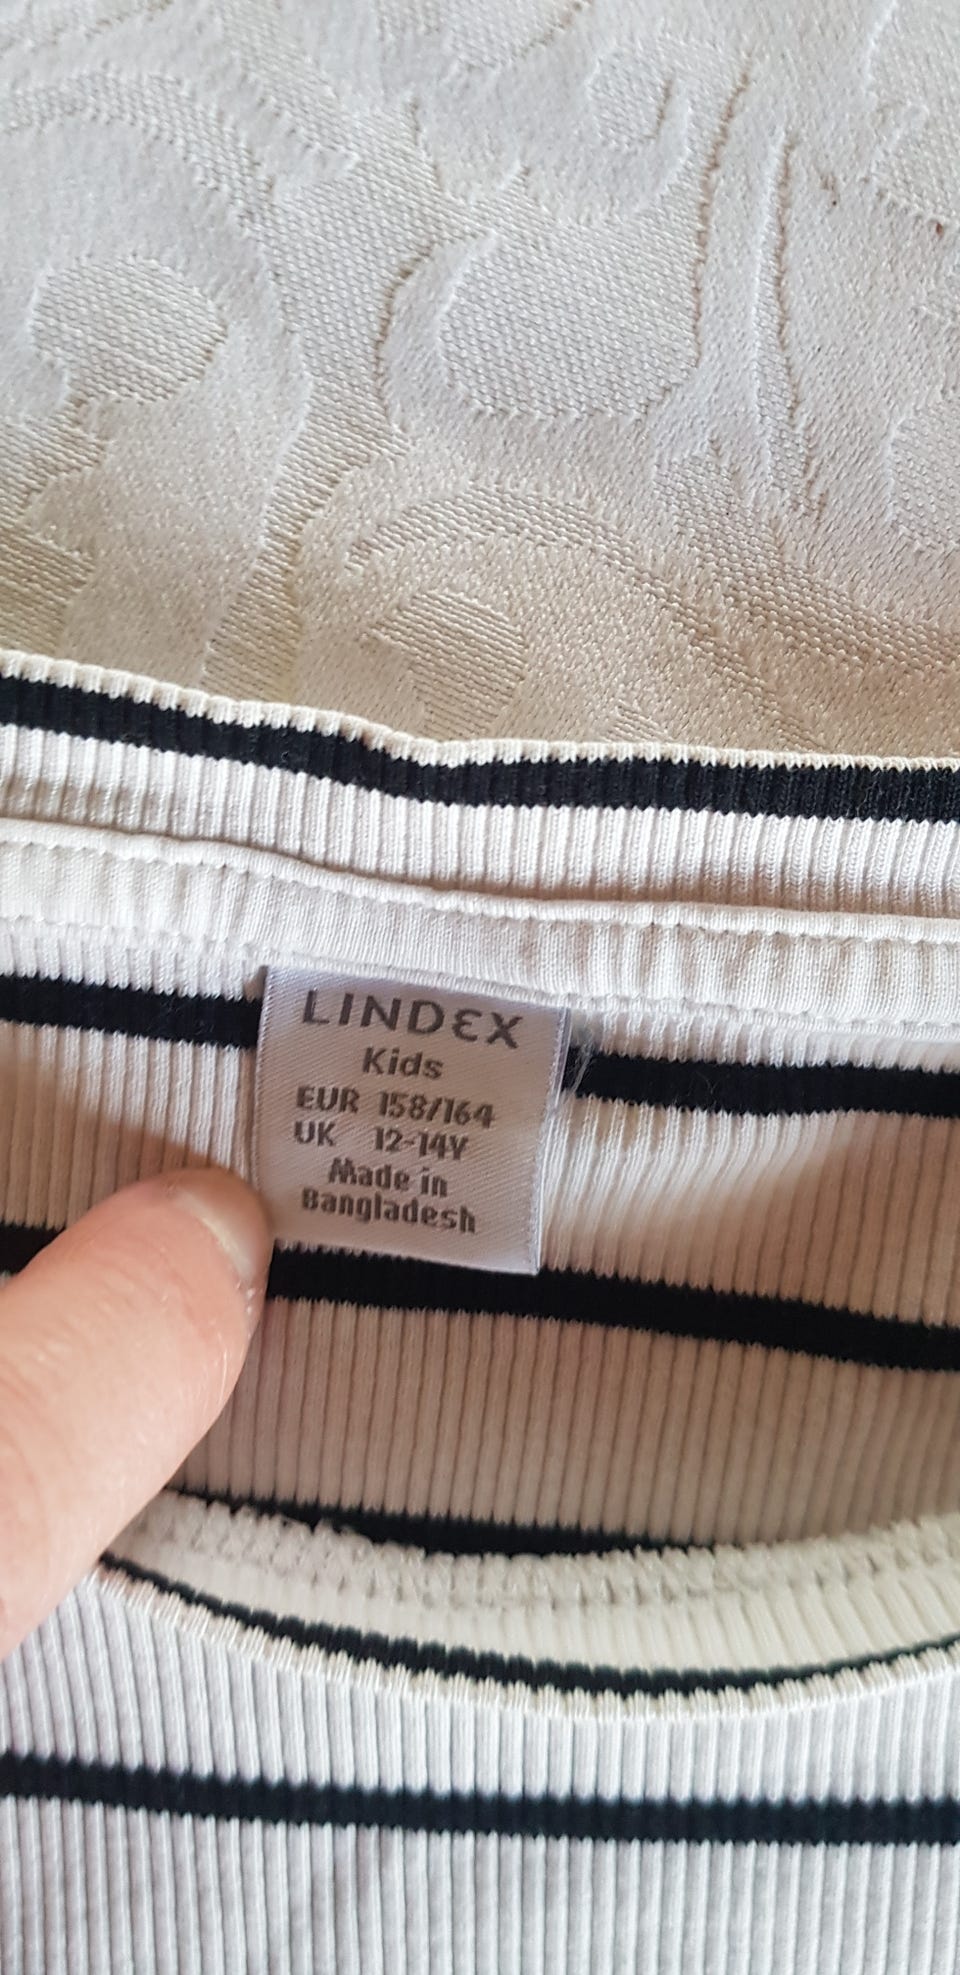 LINDEX
Kids
EUR 158/164
UK 12-14Y
Made in
Bangladesh